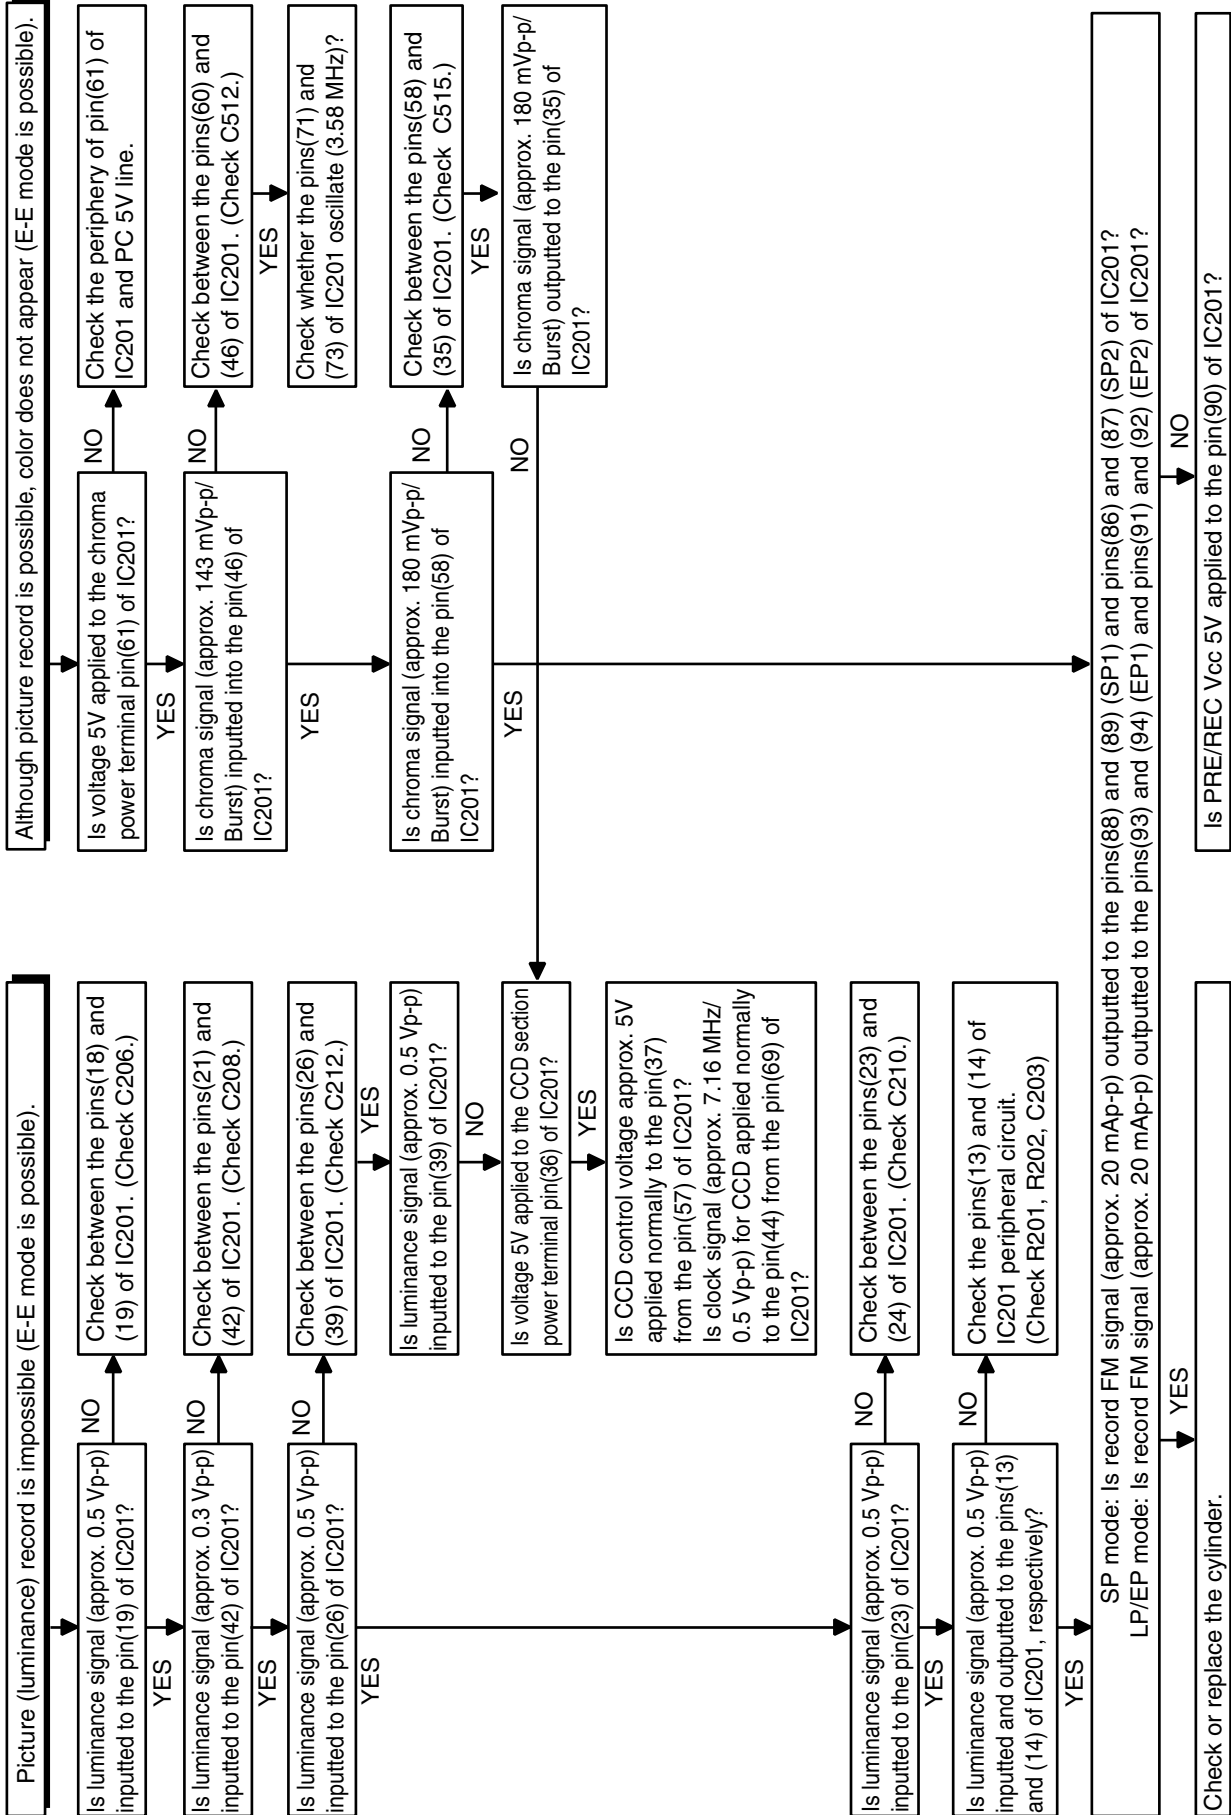 Picture (luminance) record is impossible (E-E mode is possible).
Is luminance signal (approx. 0.5 Vp-p)
inputted to the pin(19) of IC201?
NO
Check between the pins(18) and
(19) of IC201. (Check C206.)
YES
Is luminance signal (approx. 0.3 Vp-p)
inputted to the pin(42) of IC201?
NO
Check between the pins(21) and
(42) of IC201. (Check C208.)
YES
Is luminance signal (approx. 0.5 Vp-p)
inputted to the pin(26) of IC201?
NO
Check between the pins(26) and
(39) of IC201. (Check C212.)
YES
YES
Is luminance signal (approx. 0.5 Vp-p)
inputted to the pin(39) of IC201?
NO
Is voltage 5V applied to the CCD section
power terminal pin(36) of IC201?
YES
Is CCD control voltage approx. 5V
applied normally to the pin(37)
from the pin(57) of IC201?
Is clock signal (approx. 7.16 MHz/
0.5 Vp-p) for CCD applied normally
to the pin(44) from the pin(69) of
IC201?
Is luminance signal (approx. 0.5 Vp-p)
inputted to the pin(23) of IC201?
NO
Check between the pins(23) and
(24) of IC201. (Check C210.)
YES
Is luminance signal (approx. 0.5 Vp-p)
inputted and outputted to the pins(13)
and (14) of IC201, respectively?
NO
Check the pins(13) and (14) of
IC201 peripheral circuit.
(Check R201, R202, C203)
YES
Although picture record is possible, color does not appear (E-E mode is possible).
Is voltage 5V applied to the chroma
power terminal pin(61) of IC201?
NO
Check the periphery of pin(61) of
IC201 and PC 5V line.
YES
Is chroma signal (approx. 143 mVp-p/
Burst) inputted into the pin(46) of
IC201?
NO
Check between the pins(60) and
(46) of IC201. (Check C512.)
YES
YES
Check whether the pins(71) and
(73) of IC201 oscillate (3.58 MHz)?
Is chroma signal (approx. 180 mVp-p/
Burst) inputted into the pin(58) of
IC201?
NO
Check between the pins(58) and
(35) of IC201. (Check C515.)
YES
YES
NO
Is chroma signal (approx. 180 mVp-p/
Burst) outputted to the pin(35) of
IC201?
SP mode: Is record FM signal (approx. 20 mAp-p) outputted to the pins(88) and (89) (SP1) and pins(86) and (87) (SP2) of IC201?
LP/EP mode: Is record FM signal (approx. 20 mAp-p) outputted to the pins(93) and (94) (EP1) and pins(91) and (92) (EP2) of IC201?
YES
NO
Check or replace the cylinder.
Is PRE/REC Vcc 5V applied to the pin(90) of IC201?